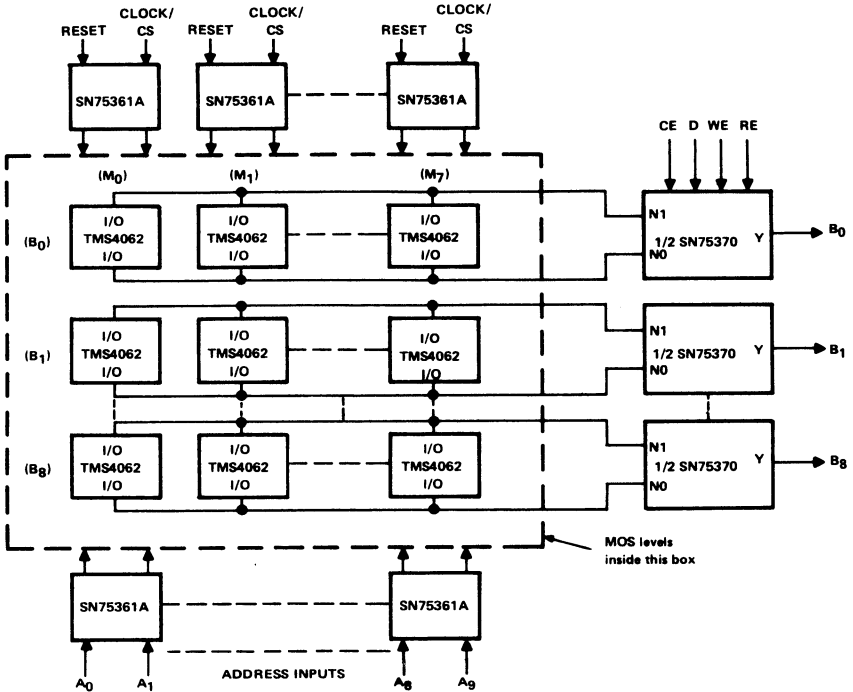 RESET CLOCK/ CS RESET CLOCK/ CS RESET CLOCK/ CS
SN75361A SN75361A SN75361A
CE D WE RE
(M0) (M1) (M7)
(B0)
I/O TMS4062 I/O
I/O TMS4062 I/O
I/O TMS4062 I/O
N1 1/2 SN75370 N0 Y
B0
(B1)
I/O TMS4062 I/O
I/O TMS4062 I/O
I/O TMS4062 I/O
N1 1/2 SN75370 N0 Y
B1
(B8)
I/O TMS4062 I/O
I/O TMS4062 I/O
I/O TMS4062 I/O
N1 1/2 SN75370 N0 Y
B8
MOS levels
inside this box
SN75361A SN75361A
ADDRESS INPUTS
A0 A1 A8 A9